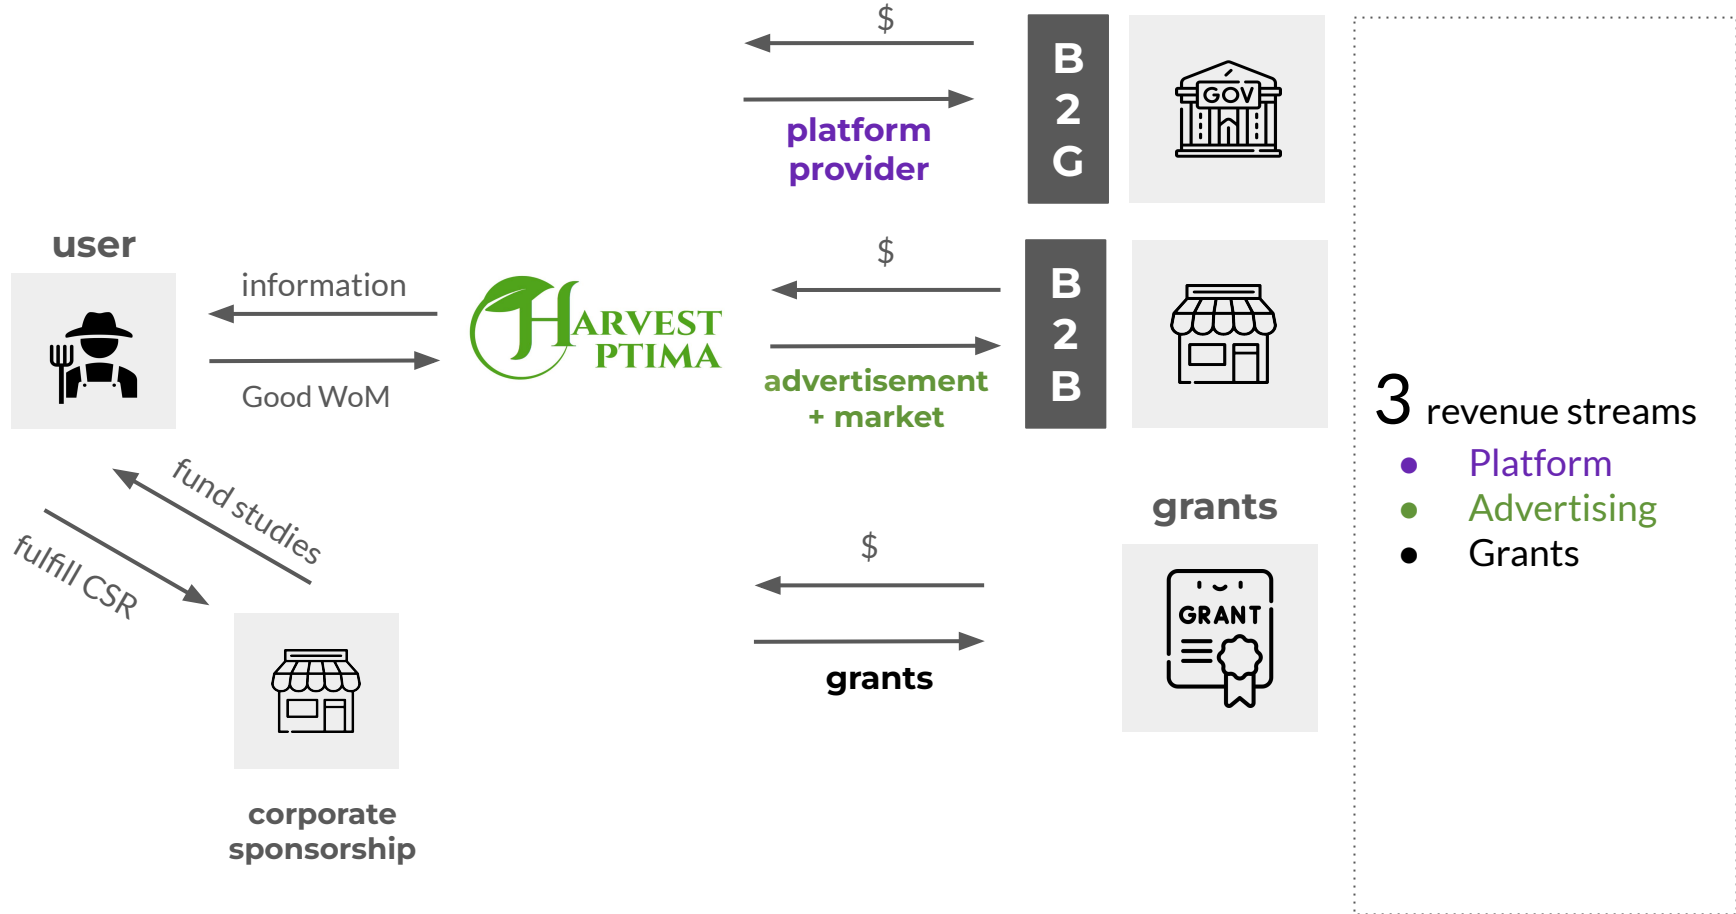 $
B
2
G
GOV
platform
provider
user
information
Good WoM
HARVEST
PTIMA
$
B
2
B
advertisement
+ market
3 revenue streams
● Platform
● Advertising
● Grants
fund studies
fulfill CSR
grants
$
GRANT
grants
corporate
sponsorship